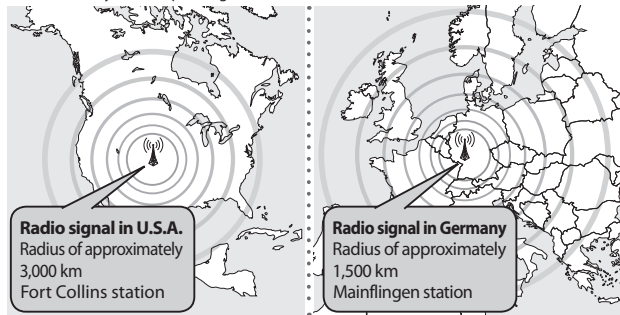 Radio signal in U.S.A.
Radius of approximately
3,000 km
Fort Collins station
Radio signal in Germany
Radius of approximately
1,500 km
Mainflingen station